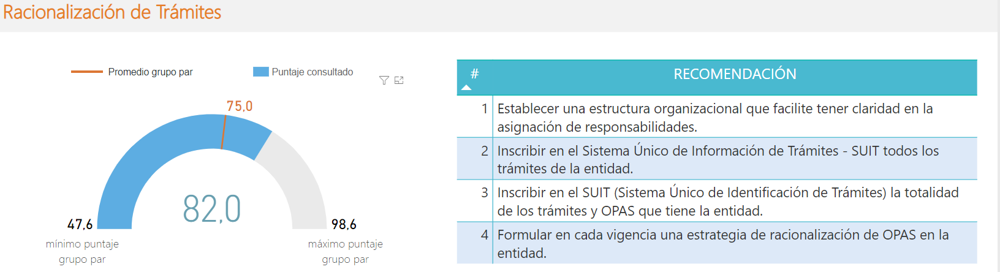 Racionalización de Trámites
Promedio grupo par
Puntaje consultado
75,0
82,0
47,6
mínimo puntaje
grupo par
98,6
máximo puntaje
grupo par
# RECOMENDACIÓN
1 Establecer una estructura organizacional que facilite tener claridad en la
asignación de responsabilidades.
2 Inscribir en el Sistema Único de Información de Trámites - SUIT todos los
trámites de la entidad.
3 Inscribir en el SUIT (Sistema Único de Identificación de Trámites) la totalidad
de los trámites y OPAS que tiene la entidad.
4 Formular en cada vigencia una estrategia de racionalización de OPAS en la
entidad.